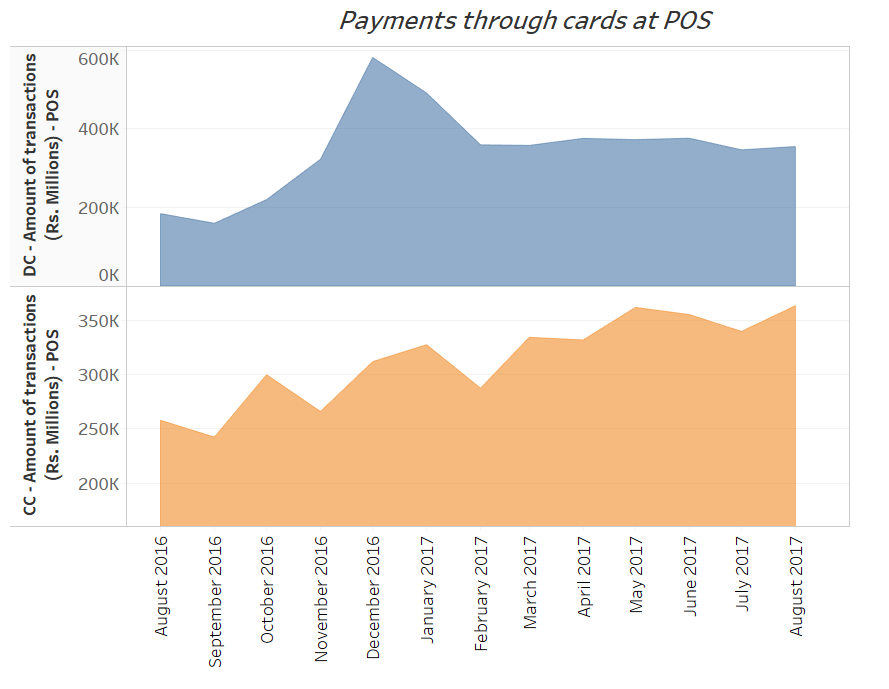 Payments through cards at POS
DC - Amount of transactions
(Rs. Millions) - POS
600K
400K
200K
0K
CC - Amount of transactions
(Rs. Millions) - POS
350K
300K
250K
200K
August 2016
September 2016
October 2016
November 2016
December 2016
January 2017
February 2017
March 2017
April 2017
May 2017
June 2017
July 2017
August 2017